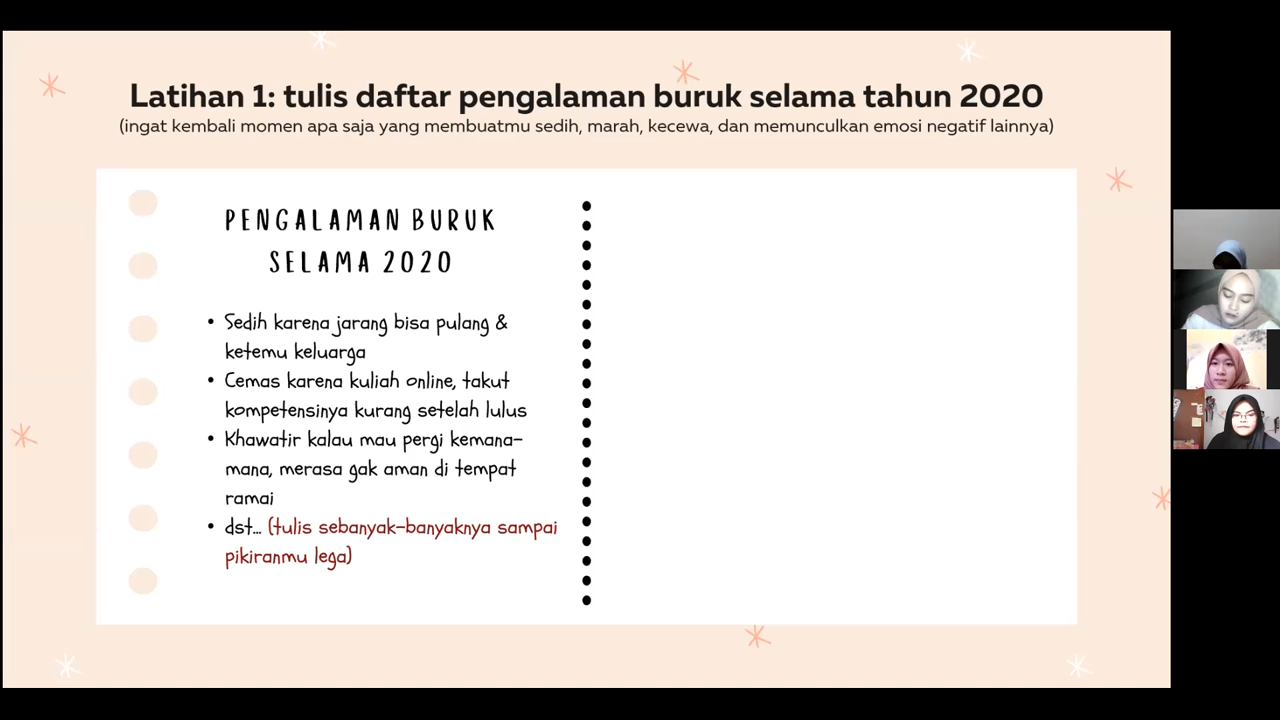 Latihan 1: tulis daftar pengalaman buruk selama tahun 2020
(ingat kembali momen apa saja yang membuatmu sedih, marah, kecewa, dan memunculkan emosi negatif lainnya)
PENGALAMAN BURUK
SELAMA 2020
• Sedih karena jarang bisa pulang &
ketemu keluarga
• Cemas karena kuliah online, takut
kompetensinya kurang setelah lulus
• Khawatir kalau mau pergi kemana-
mana, merasa gak aman di tempat
ramai
• dst... (tulis sebanyak-banyaknya sampai
pikiranmu lega)